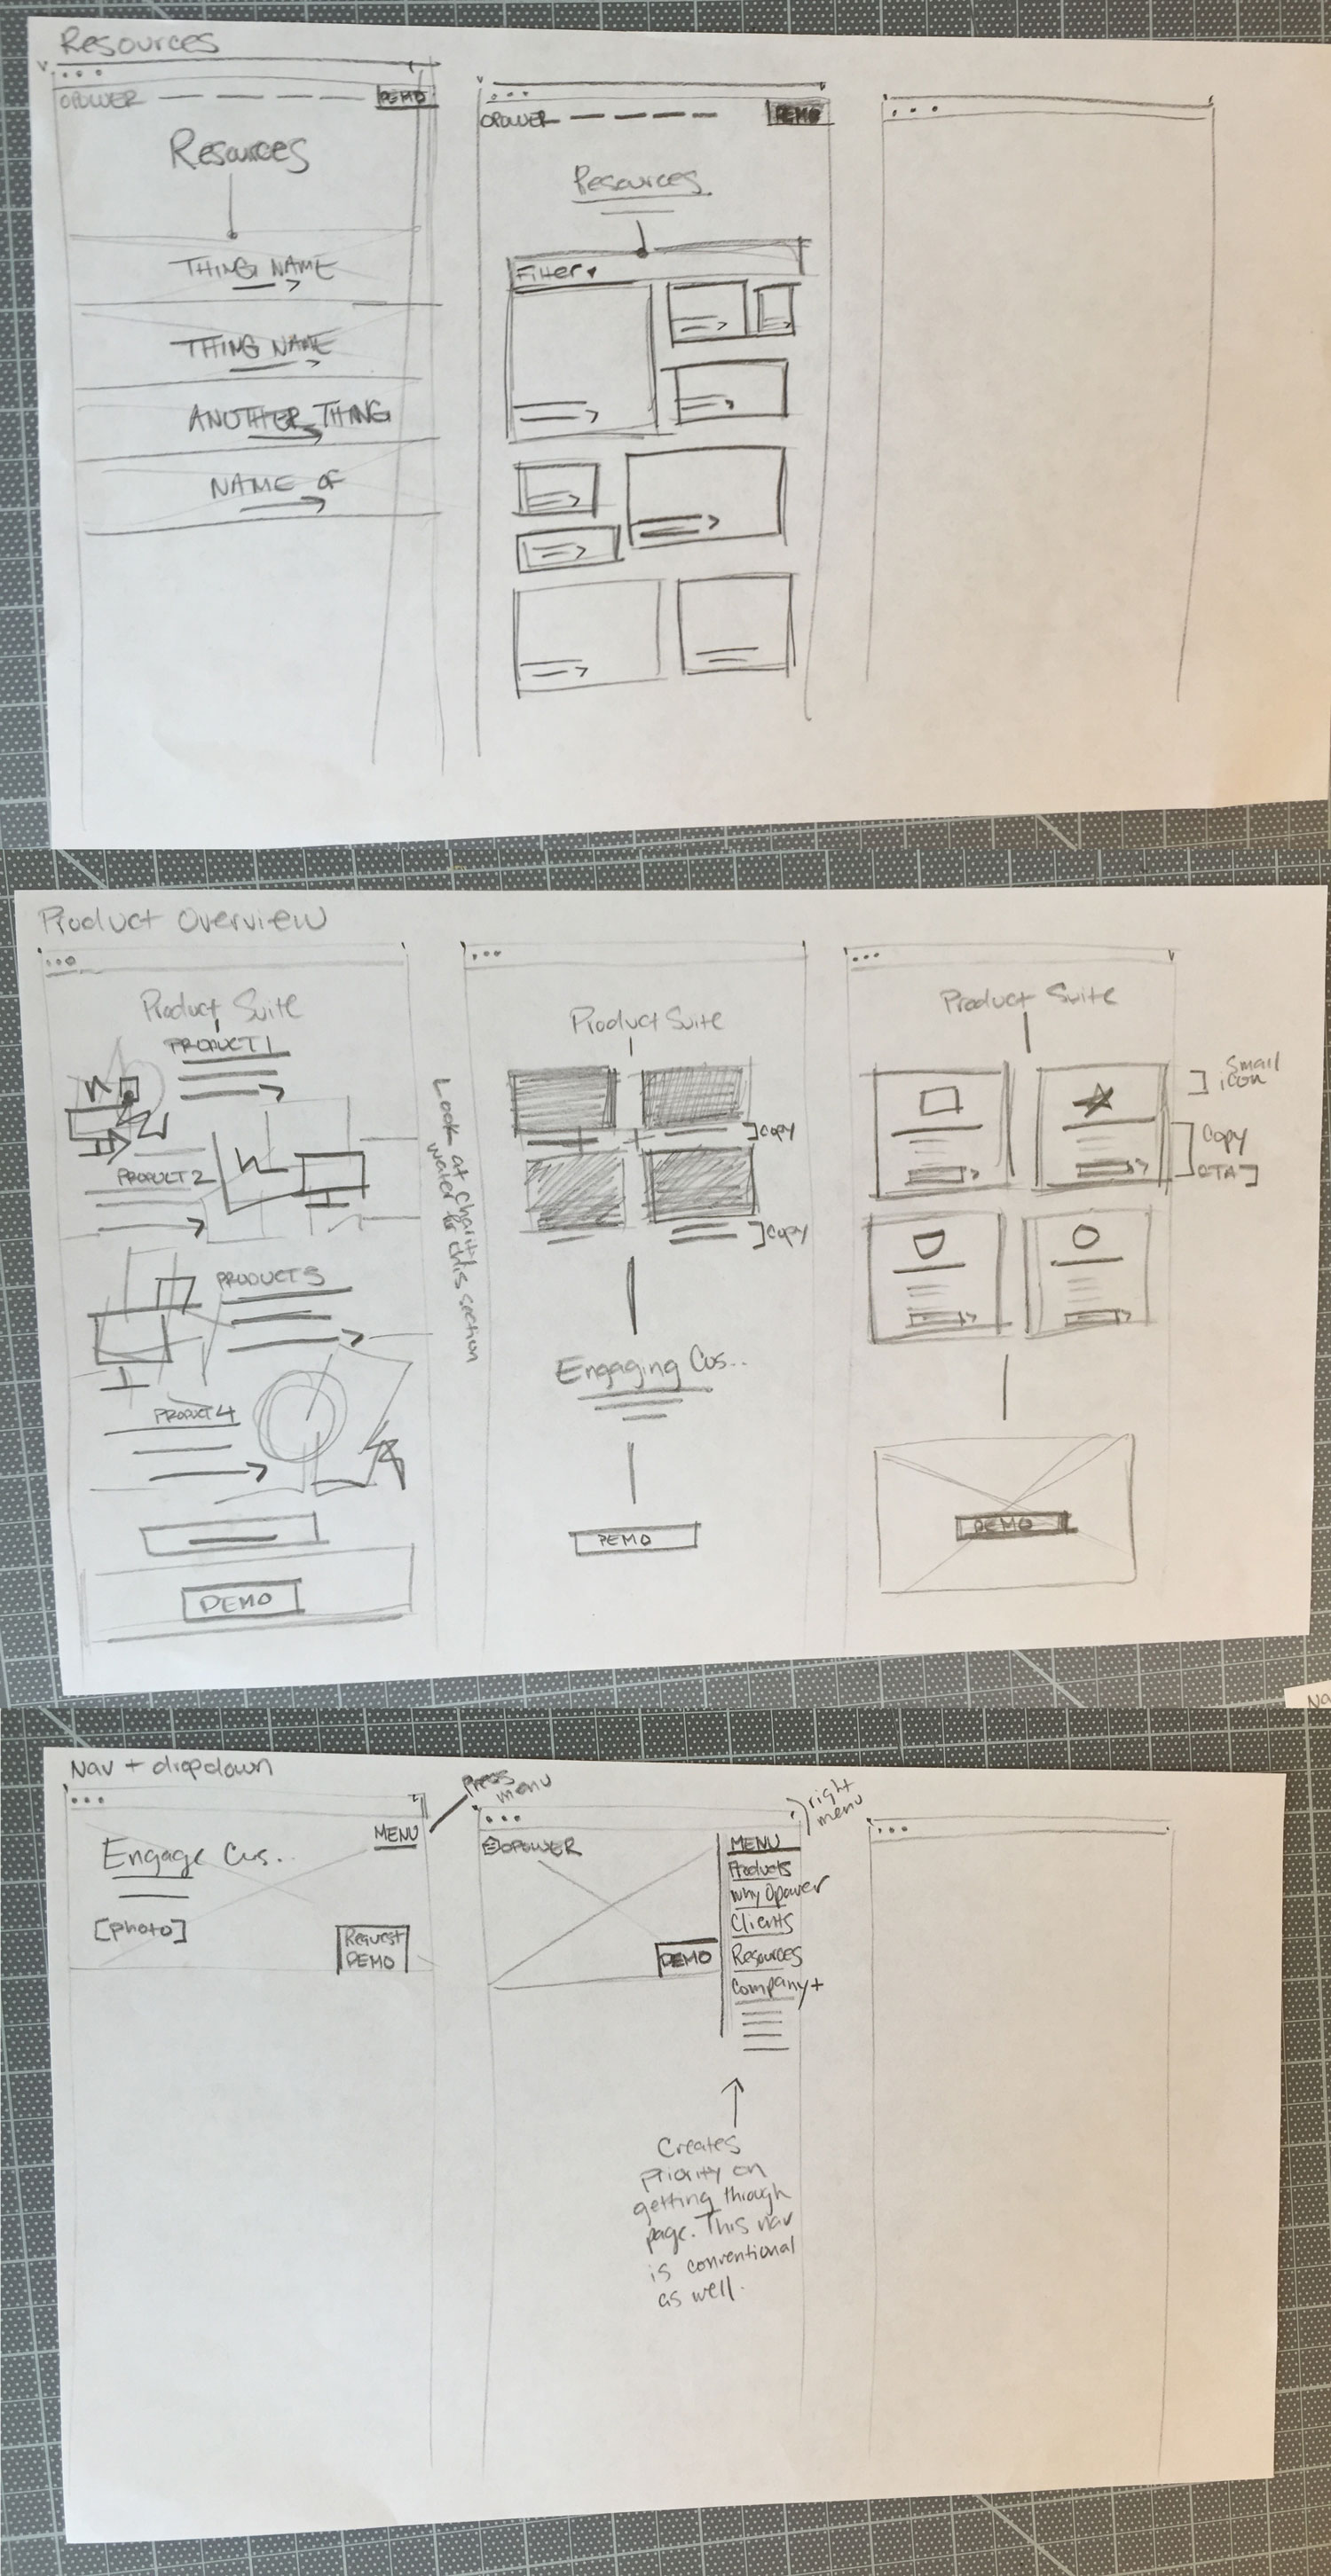 Resources
OPOWER
DEMO
Resources
THING NAME
THING NAME
ANOTHER THING
NAME OF
OPOWER
DEMO
Resources
Filter
Product Overview
Product Suite
PRODUCT 1
PRODUCT 2
PRODUCT 3
PRODUCT 4
DEMO
Look at charity
water for this section
Product Suite
]copy
]copy
Engaging Cus..
DEMO
Product Suite
Small
icon
Copy
CTA]
DEMO
Na
Nav + dropdown
MENU
Engage Cus..
[photo]
Request
DEMO
Press
menu
right
menu
OPOWER
DEMO
MENU
Products
Why Opower
Clients
Resources
Company+
Creates
priority on
getting through
page. This nav
is conventional
as well.